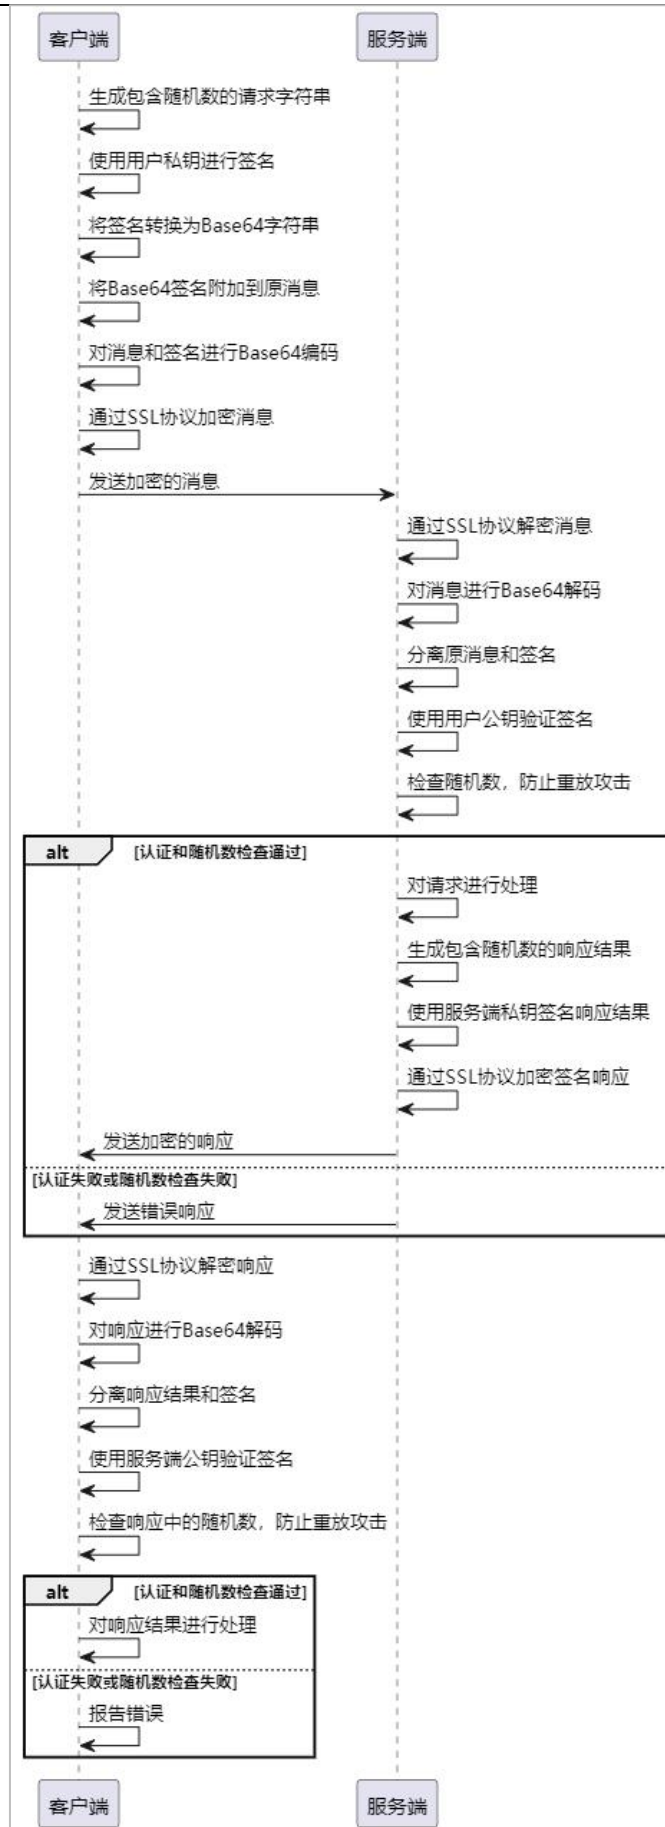 客户端
服务端
生成包含随机数的请求字符串
使用用户私钥进行签名
将签名转换为Base64字符串
将Base64签名附加到原消息
对消息和签名进行Base64编码
通过SSL协议加密消息
发送加密的消息
通过SSL协议解密消息
对消息进行Base64解码
分离原消息和签名
使用用户公钥验证签名
检查随机数，防止重放攻击
alt [认证和随机数检查通过]
对请求进行处理
生成包含随机数的响应结果
使用服务端私钥签名响应结果
通过SSL协议加密签名响应
发送加密的响应
[认证失败或随机数检查失败]
发送错误响应
通过SSL协议解密响应
对响应进行Base64解码
分离响应结果和签名
使用服务端公钥验证签名
检查响应中的随机数，防止重放攻击
alt [认证和随机数检查通过]
对响应结果进行处理
[认证失败或随机数检查失败]
报告错误
客户端
服务端